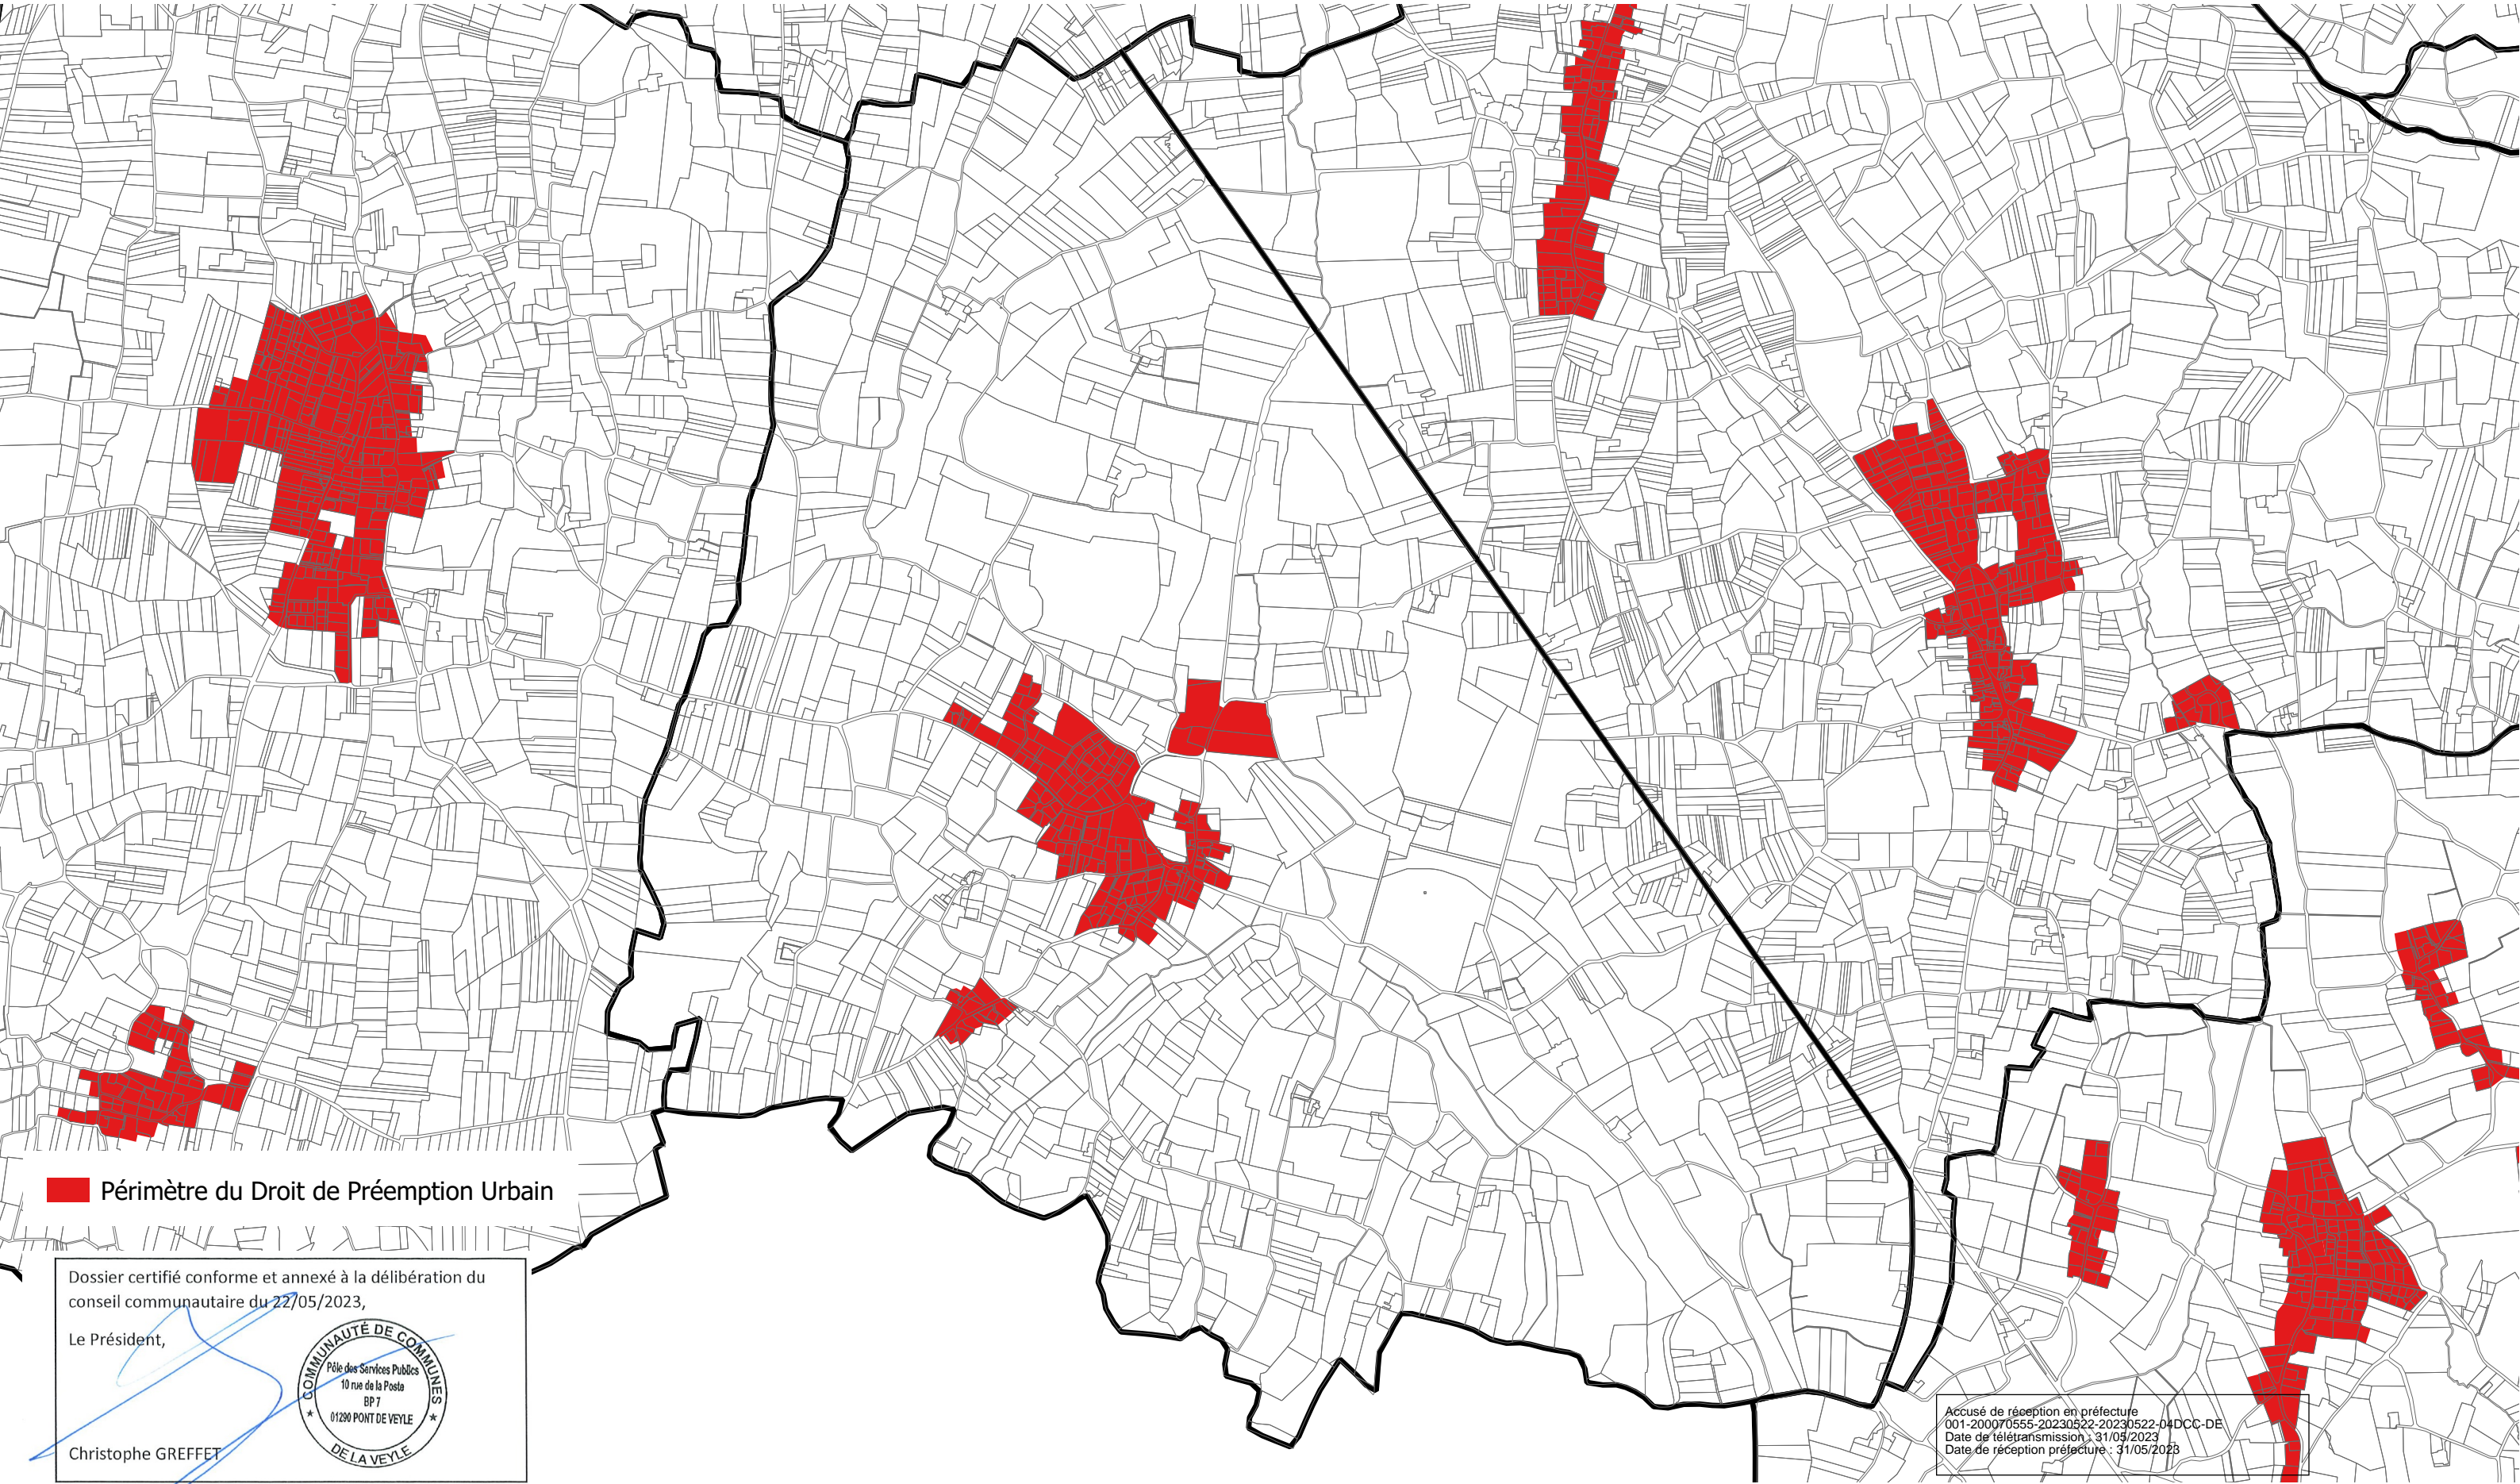 Périmètre du Droit de Préemption Urbain
Dossier certifié conforme et annexé à la délibération du
conseil communautaire du 22/05/2023,
Le Président,
COMMUNAUTÉ DE COMMUNES
Pôle des Services Publics
10 rue de la Poste
BP 7
01290 PONT DE VEYLE
DE LA VEYLE
Christophe GREFFET
Accusé de réception en préfecture
001-200070555-20230522-20230522-04DCC-DE
Date de télétransmission : 31/05/2023
Date de réception préfecture : 31/05/2023